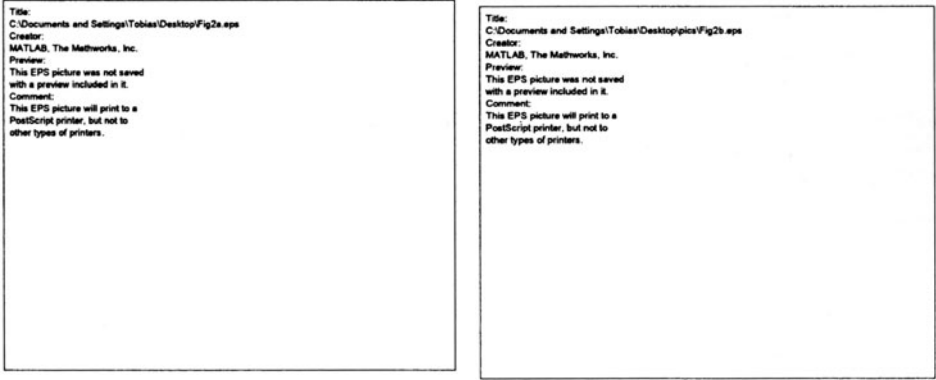 Title:
C:\Documents and Settings\Tobias\Desktop\Fig2a.eps
Creator:
MATLAB, The Mathworks, Inc.
Preview:
This EPS picture was not saved
with a preview included in it.
Comment:
This EPS picture will print to a
PostScript printer, but not to
other types of printers.
Title:
C:\Documents and Settings\Tobias\Desktop\pics\Fig2b.eps
Creator:
MATLAB, The Mathworks, Inc.
Preview:
This EPS picture was not saved
with a preview included in it.
Comment:
This EPS picture will print to a
PostScript printer, but not to
other types of printers.